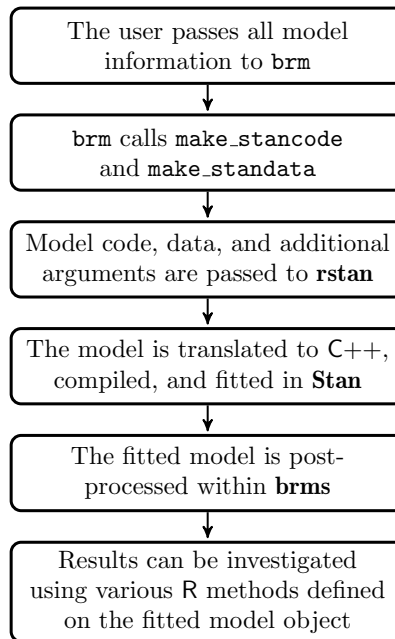 The user passes all model
information to brm
brm calls make_stancode
and make_standata
Model code, data, and additional
arguments are passed to rstan
The model is translated to C++,
compiled, and fitted in Stan
The fitted model is post-
processed within brms
Results can be investigated
using various R methods defined
on the fitted model object